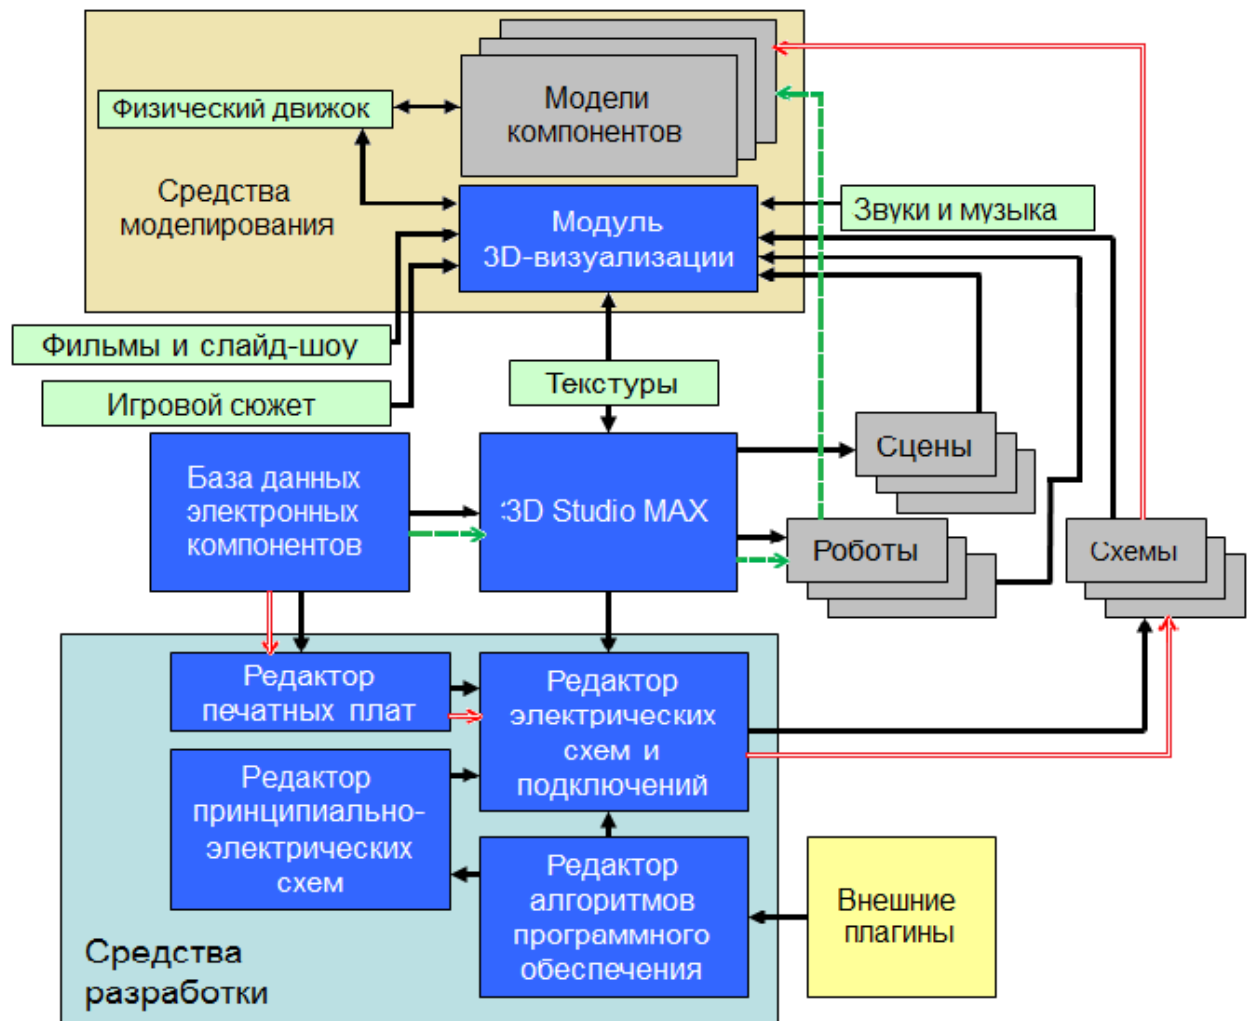 Модели
компонентов
Физический движок
Средства
моделирования
Модуль
3D-визуализации
Звуки и музыка
Фильмы и слайд-шоу
Игровой сюжет
Текстуры
База данных
электронных
компонентов
3D Studio MAX
Сцены
Роботы
Схемы
Редактор
печатных плат
Редактор
электрических
схем и
подключений
Редактор
принципиально-
электрических
схем
Редактор
алгоритмов
программного
обеспечения
Внешние
плагины
Средства
разработки